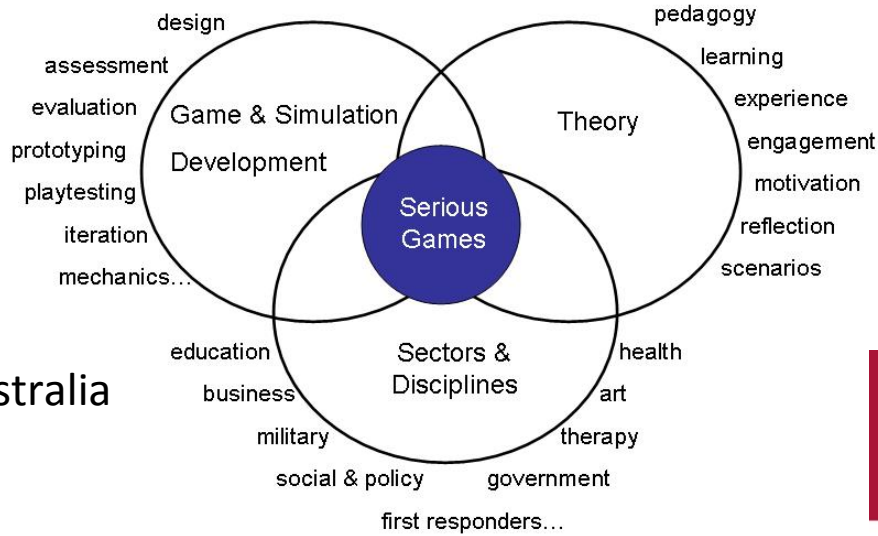 design
assessment
evaluation
prototyping
playtesting
iteration
mechanics…
Game & Simulation
Development
Theory
pedagogy
learning
experience
engagement
motivation
reflection
scenarios
Serious
Games
Sectors &
Disciplines
education
business
military
social & policy
first responders…
government
therapy
art
health
stralia